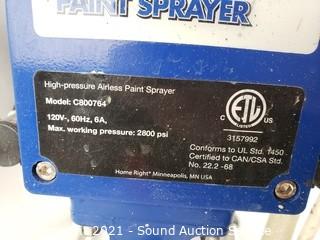 PAINT SPRAYER
High-pressure Airless Paint Sprayer
Model: C800764
120V~, 60Hz, 6A,
Max. working pressure: 2800 psi
ETL
C US
3157992
Conforms to UL Std. 1450
Certified to CAN/CSA Std.
No. 22.2 -68
Home Right® Minneapolis, MN USA
2021 - Sound Auction Service